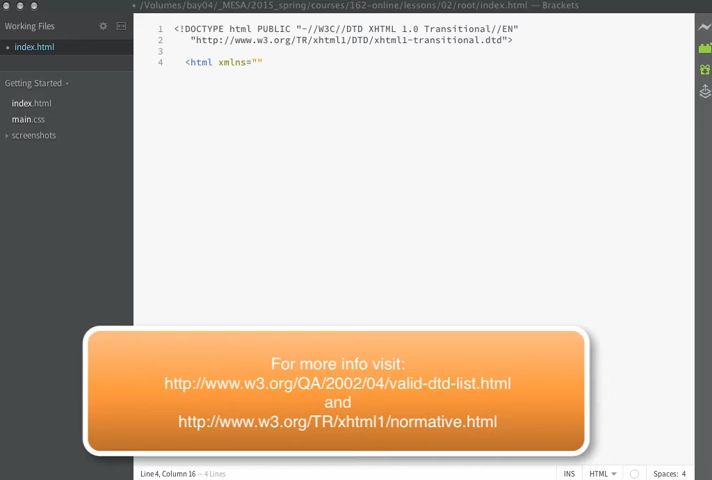 /Volumes/bay04/_MESA/2015_spring/courses/162-online/lessons/02/root/index.html — Brackets
Working Files
index.html
Getting Started
index.html
main.css
screenshots
1 <!DOCTYPE html PUBLIC "-//W3C//DTD XHTML 1.0 Transitional//EN"
2 "http://www.w3.org/TR/xhtml1/DTD/xhtml1-transitional.dtd">
3
4 <html xmlns=""
For more info visit:
http://www.w3.org/QA/2002/04/valid-dtd-list.html
and
http://www.w3.org/TR/xhtml1/normative.html
Line 4, Column 16 — 4 Lines
INS HTML Spaces: 4